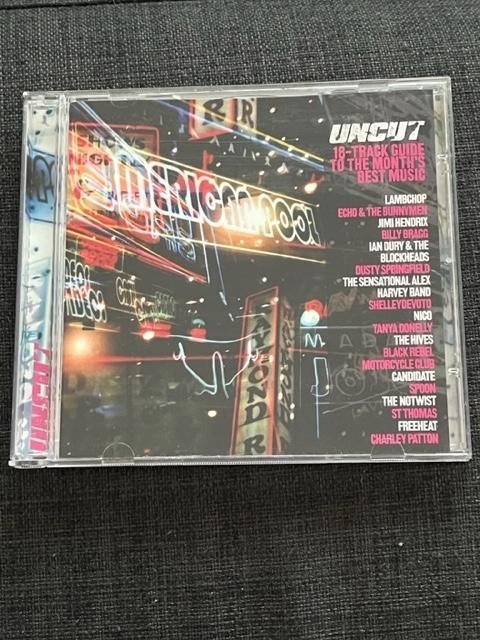 UNCUT
18-TRACK GUIDE
TO THE MONTH'S
BEST MUSIC
LAMBCHOP
ECHO & THE BUNNYMEN
JIMI HENDRIX
BILLY BRAGG
IAN DURY & THE
BLOCKHEADS
DUSTY SPRINGFIELD
THE SENSATIONAL ALEX
HARVEY BAND
SHELLEYDEVOTO
NICO
TANYA DONELLY
THE HIVES
BLACK REBEL
MOTORCYCLE CLUB
CANDIDATE
SPOON
THE NOTWIST
ST THOMAS
FREEHEAT
CHARLEY PATTON
UNCUT
R R